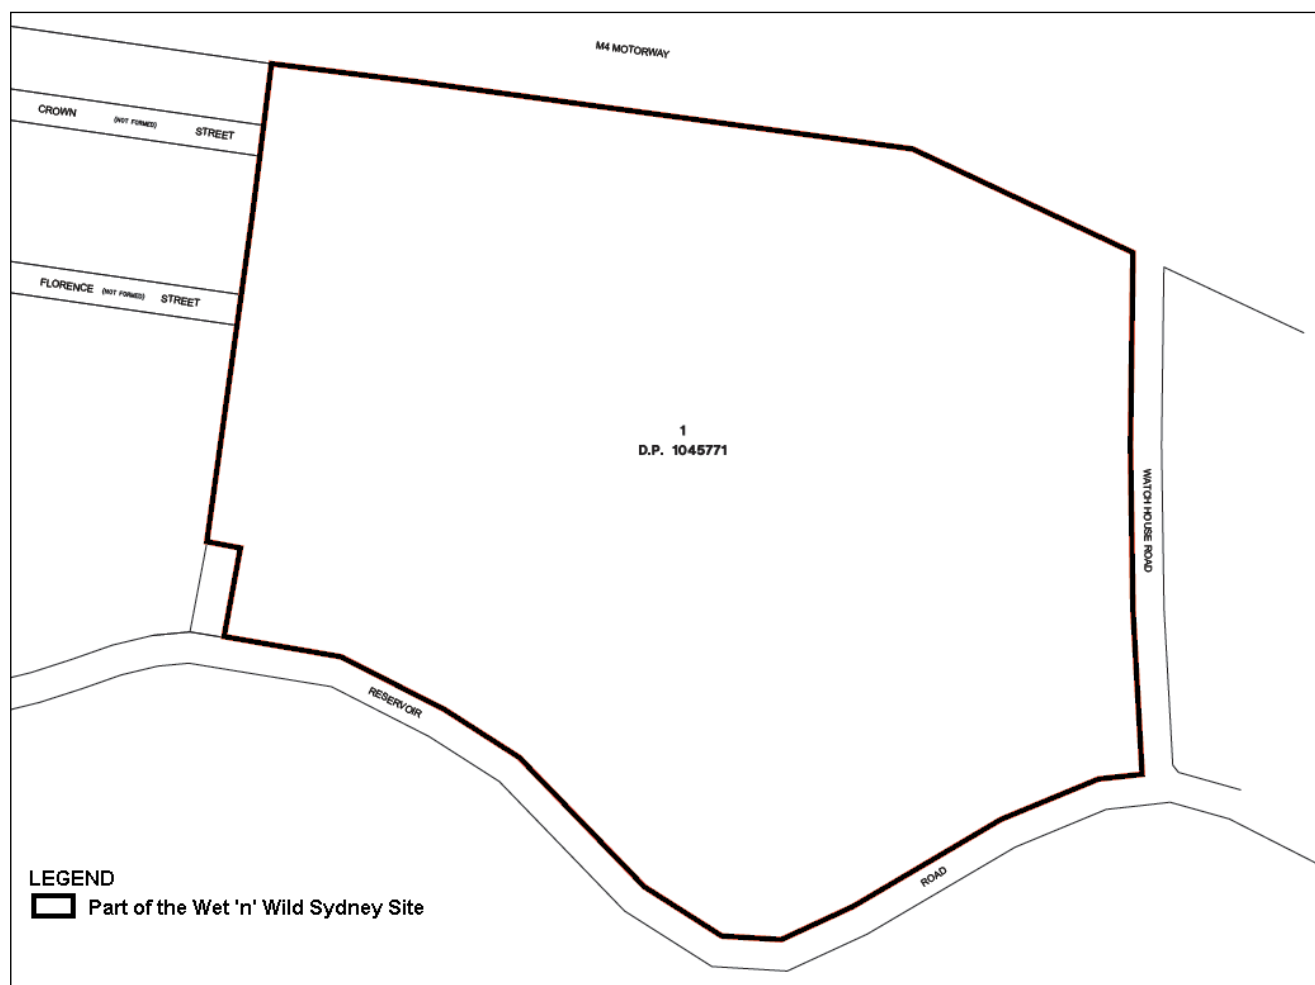 M4 MOTORWAY
CROWN (NOT FORMED) STREET
FLORENCE (NOT FORMED) STREET
1
D.P. 1045771
WATCH HOUSE ROAD
RESERVOIR
ROAD
LEGEND
Part of the Wet 'n' Wild Sydney Site